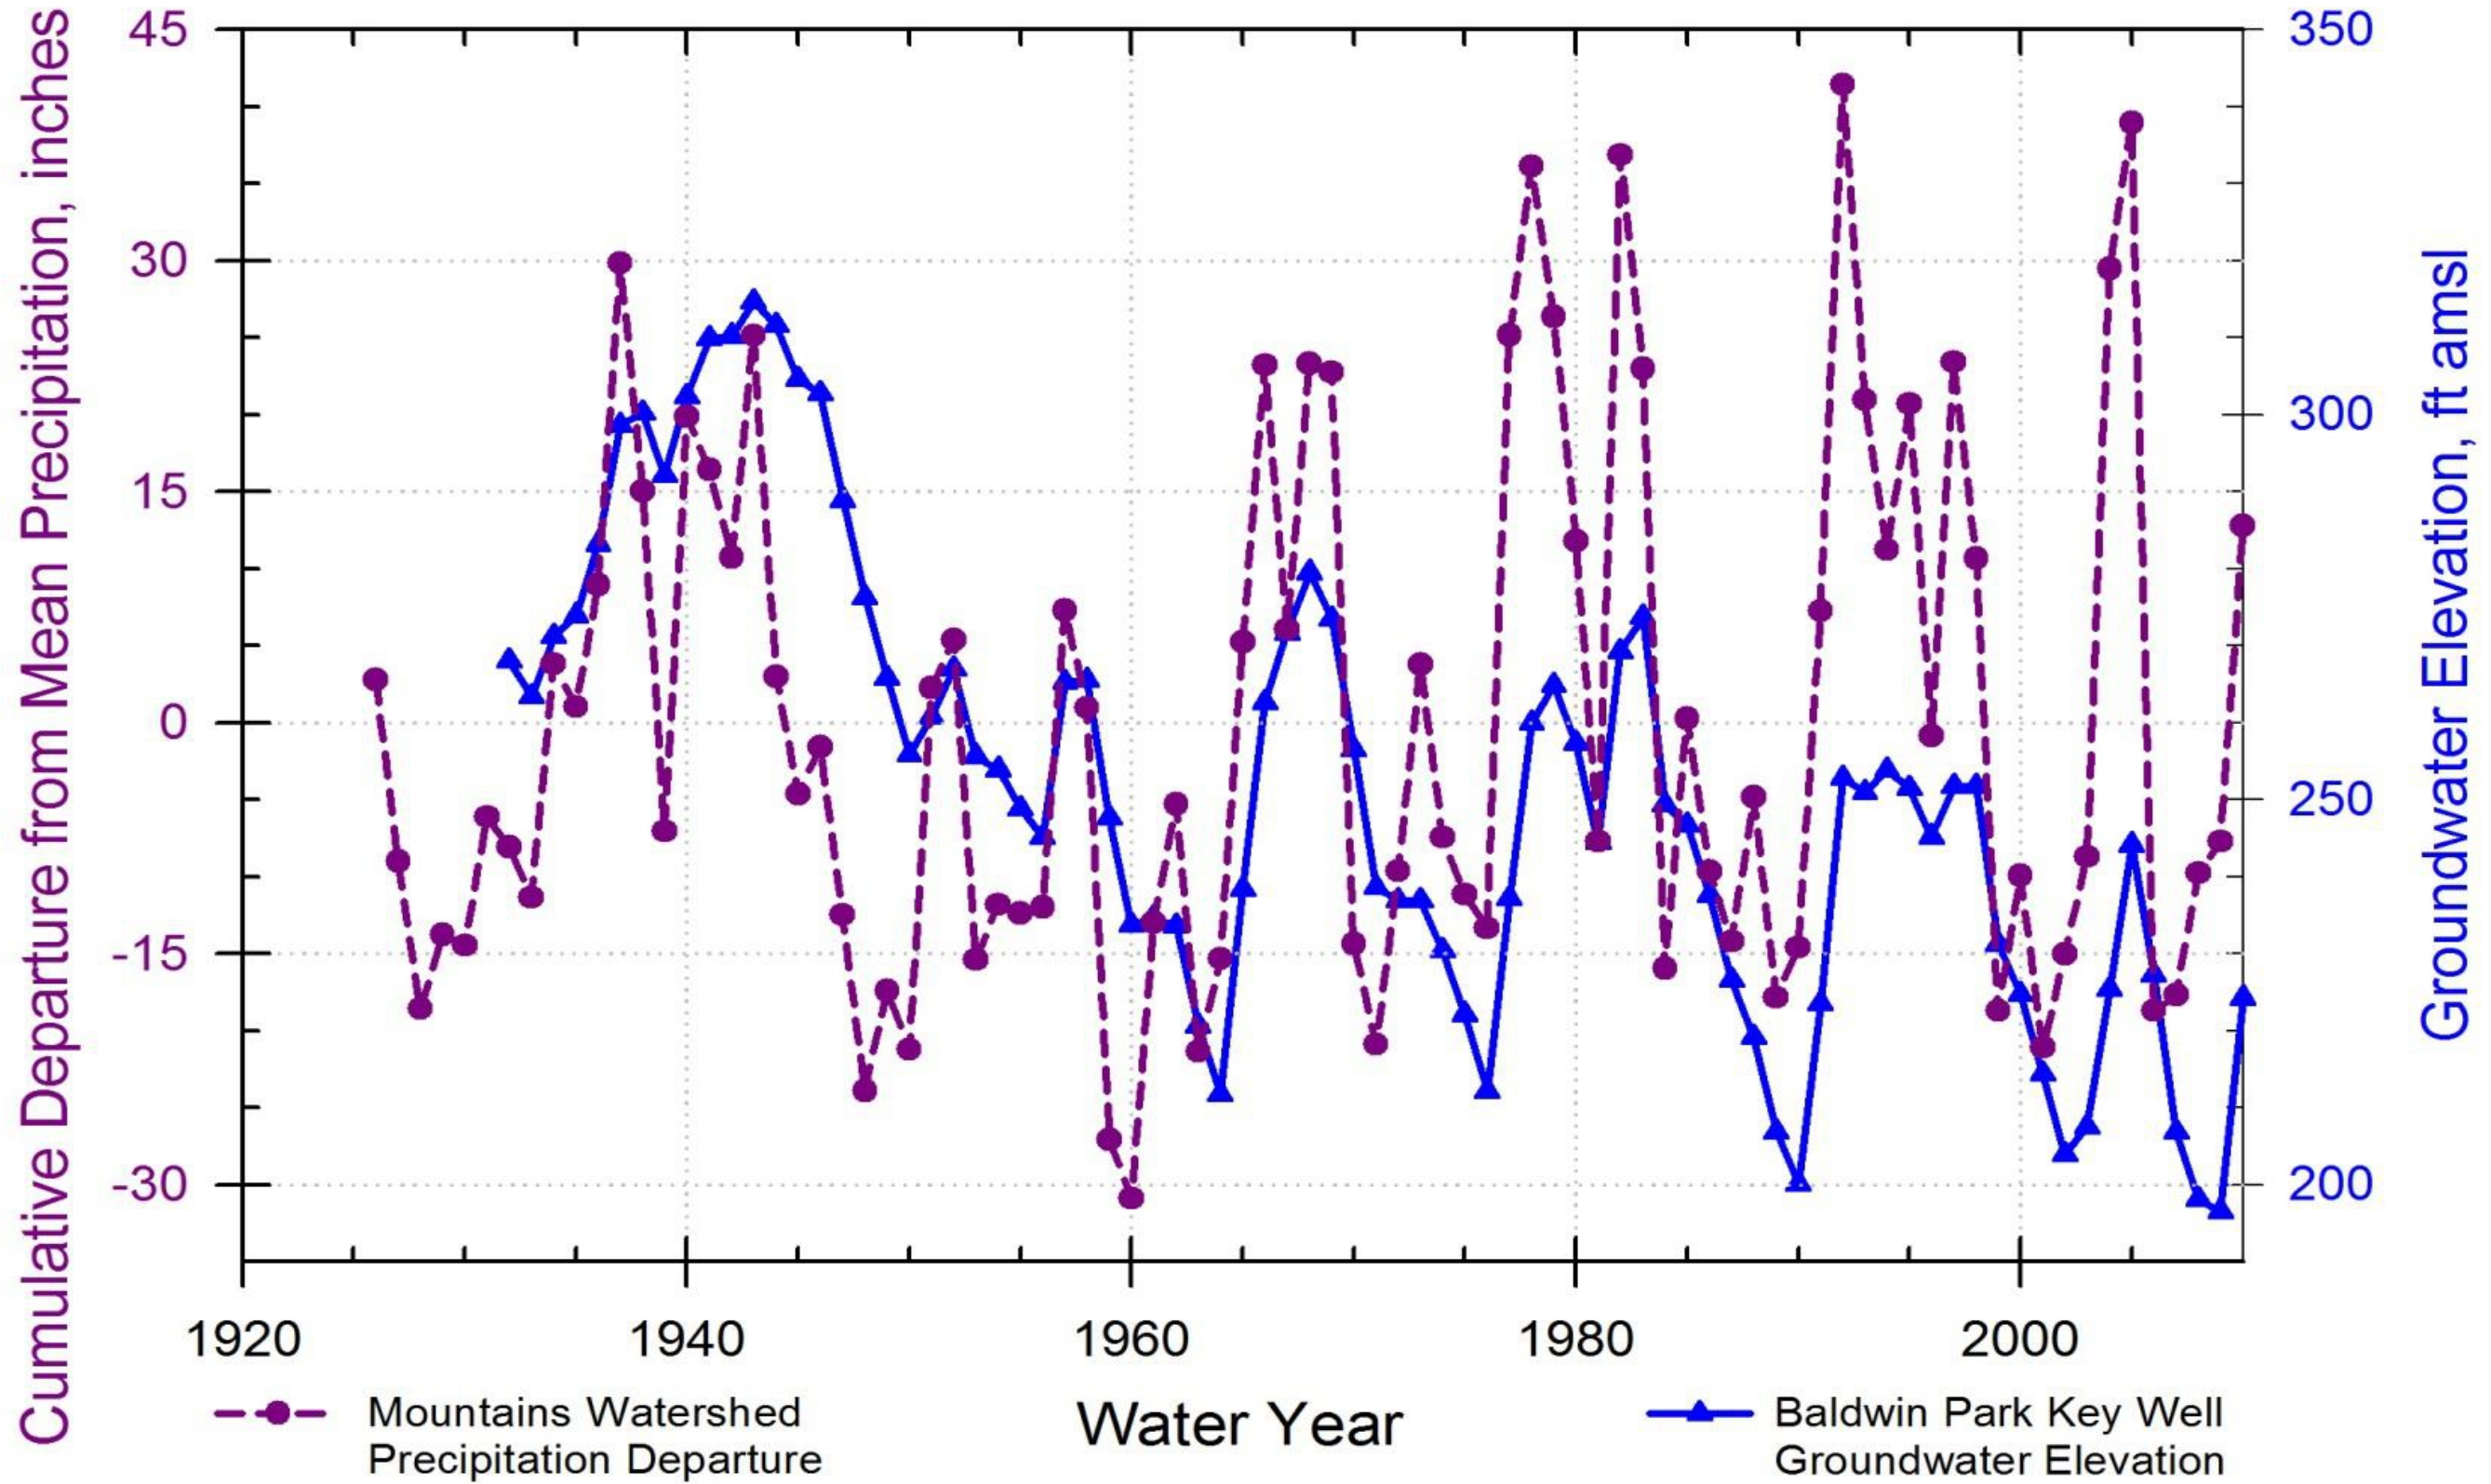 Cumulative Departure from Mean Precipitation, inches
45
30
15
0
-15
-30
350
300
250
200
Groundwater Elevation, ft amsl
1920 1940 1960 1980 2000
Water Year
Mountains Watershed
Precipitation Departure
Baldwin Park Key Well
Groundwater Elevation